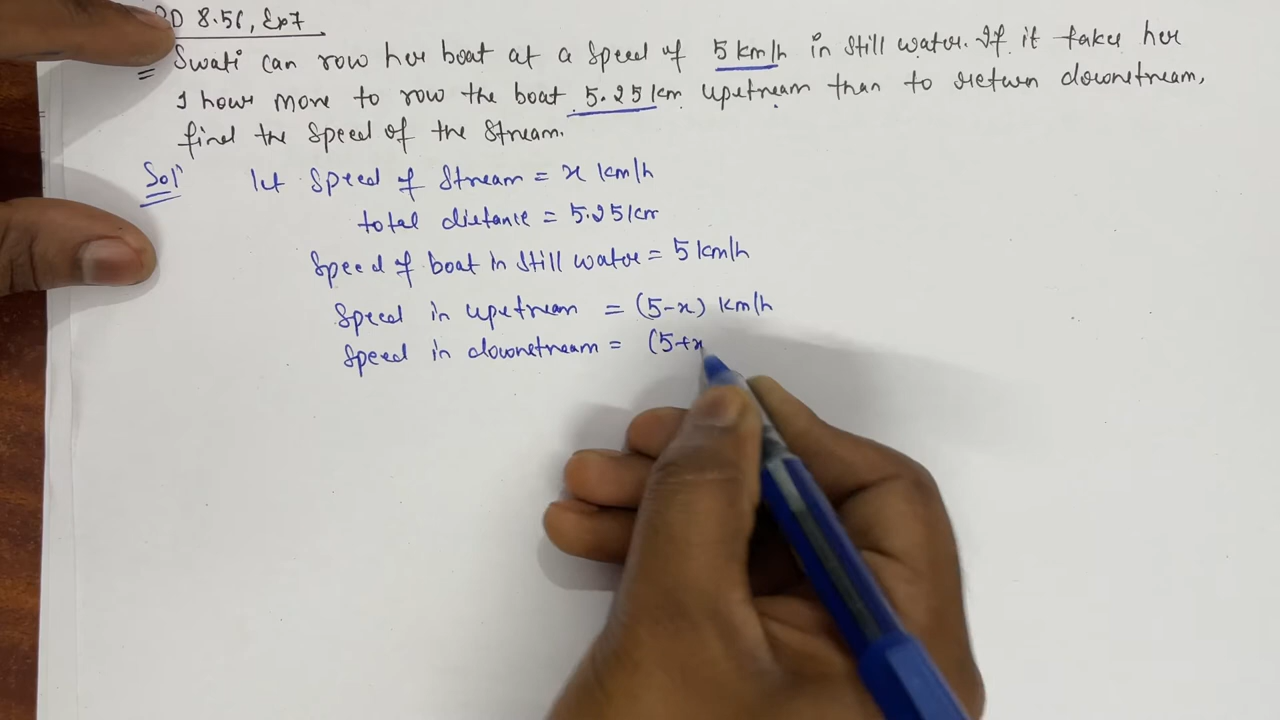 RD 8.56, Exp7
Swati can row her boat at a speed of 5 km/h in still water. If it takes her
1 hour more to row the boat 5.25 km upstream than to return downstream,
find the speed of the stream.
Sol' let speed of stream = x km/h
total distance = 5.25 km
Speed of boat in still water = 5 km/h
Speed in upstream = (5-x) km/h
Speed in downstream = (5+x